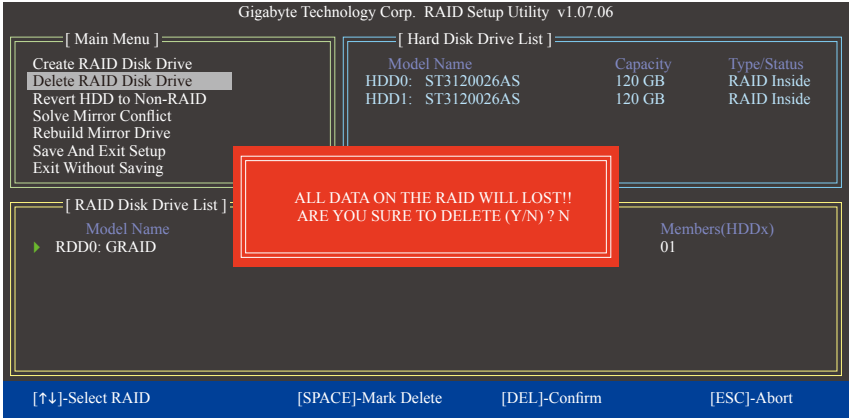 Gigabyte Technology Corp. RAID Setup Utility v1.07.06
[ Main Menu ]
Create RAID Disk Drive
Delete RAID Disk Drive
Revert HDD to Non-RAID
Solve Mirror Conflict
Rebuild Mirror Drive
Save And Exit Setup
Exit Without Saving
[ Hard Disk Drive List ]
Model Name Capacity Type/Status
HDD0: ST3120026AS 120 GB RAID Inside
HDD1: ST3120026AS 120 GB RAID Inside
ALL DATA ON THE RAID WILL LOST!!
ARE YOU SURE TO DELETE (Y/N) ? N
[ RAID Disk Drive List ]
Model Name Members(HDDx)
RDD0: GRAID 01
[↑↓]-Select RAID [SPACE]-Mark Delete [DEL]-Confirm [ESC]-Abort